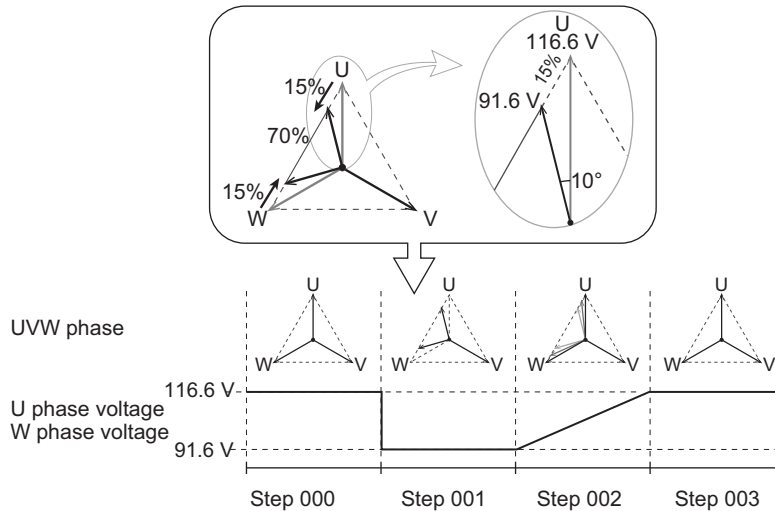 U
116.6 V
15%
91.6 V
10°
U
15%
70%
15%
W
V
UVW phase
U
W
V
U
W
V
U
W
V
U
W
V
116.6 V
U phase voltage
W phase voltage
91.6 V
Step 000
Step 001
Step 002
Step 003